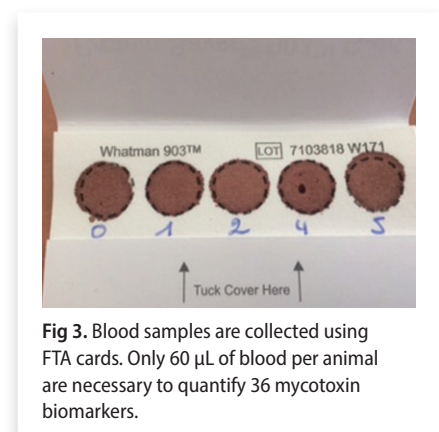 Whatman 903™ LOT 7103818 W171
0 1 2 4 5
Tuck Cover Here
Fig 3. Blood samples are collected using
FTA cards. Only 60 µL of blood per animal
are necessary to quantify 36 mycotoxin
biomarkers.